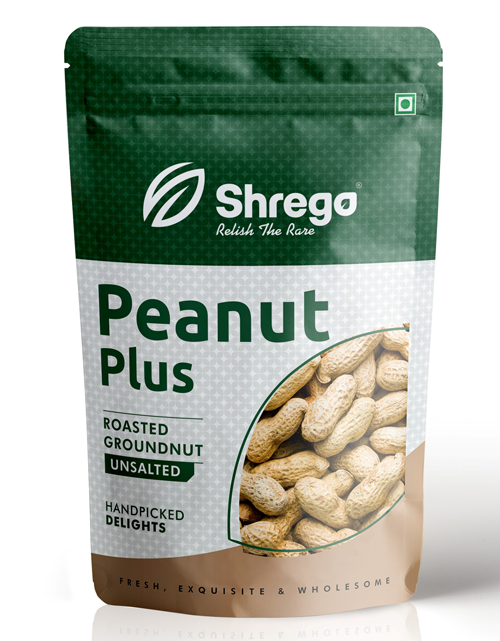 Shrego®
Relish The Rare
Peanut
Plus
ROASTED
GROUNDNUT
UNSALTED
HANDPICKED
DELIGHTS
FRESH, EXQUISITE & WHOLESOME